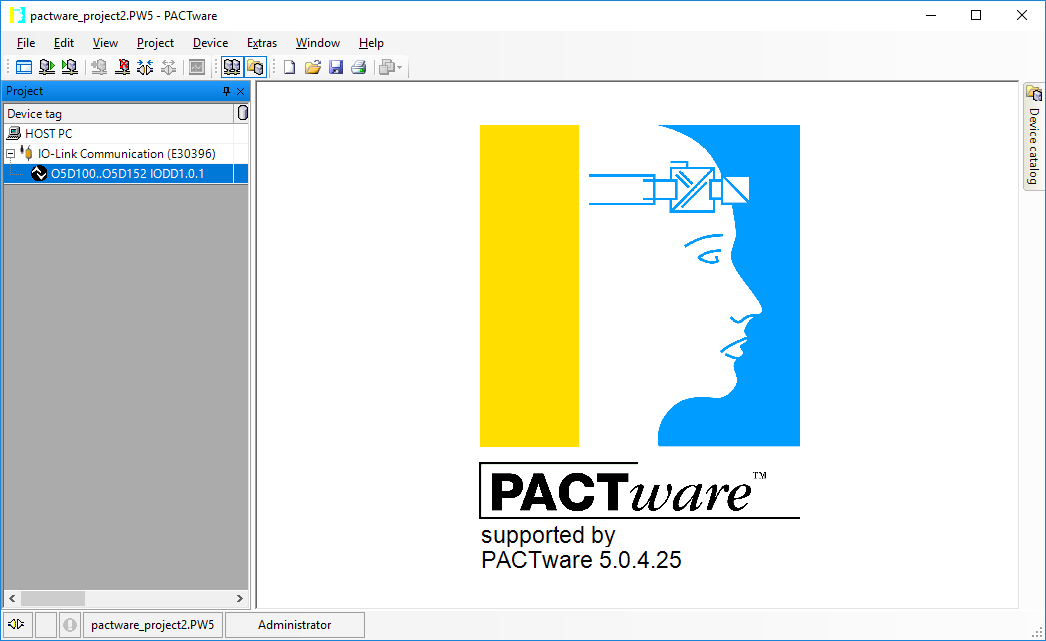 pactware_project2.PW5 - PACTware
File Edit View Project Device Extras Window Help
Project
Device tag
HOST PC
IO-Link Communication (E30396)
O5D100..O5D152 IODD1.0.1
Device catalog
PACTware™
supported by
PACTware 5.0.4.25
pactware_project2.PW5
Administrator